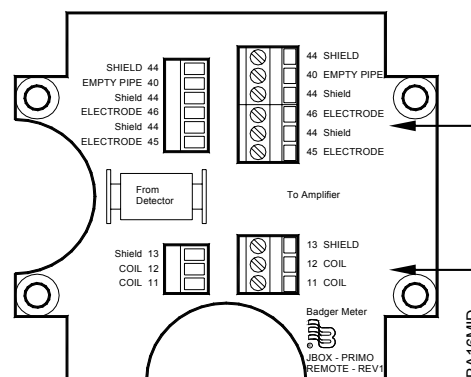 SHIELD 44
EMPTY PIPE 40
Shield 44
ELECTRODE 46
Shield 44
ELECTRODE 45
44 SHIELD
40 EMPTY PIPE
44 Shield
46 ELECTRODE
44 Shield
45 ELECTRODE
From
Detector
To Amplifier
Shield 13
COIL 12
COIL 11
13 SHIELD
12 COIL
11 COIL
Badger Meter
JBOX - PRIMO
REMOTE - REV1